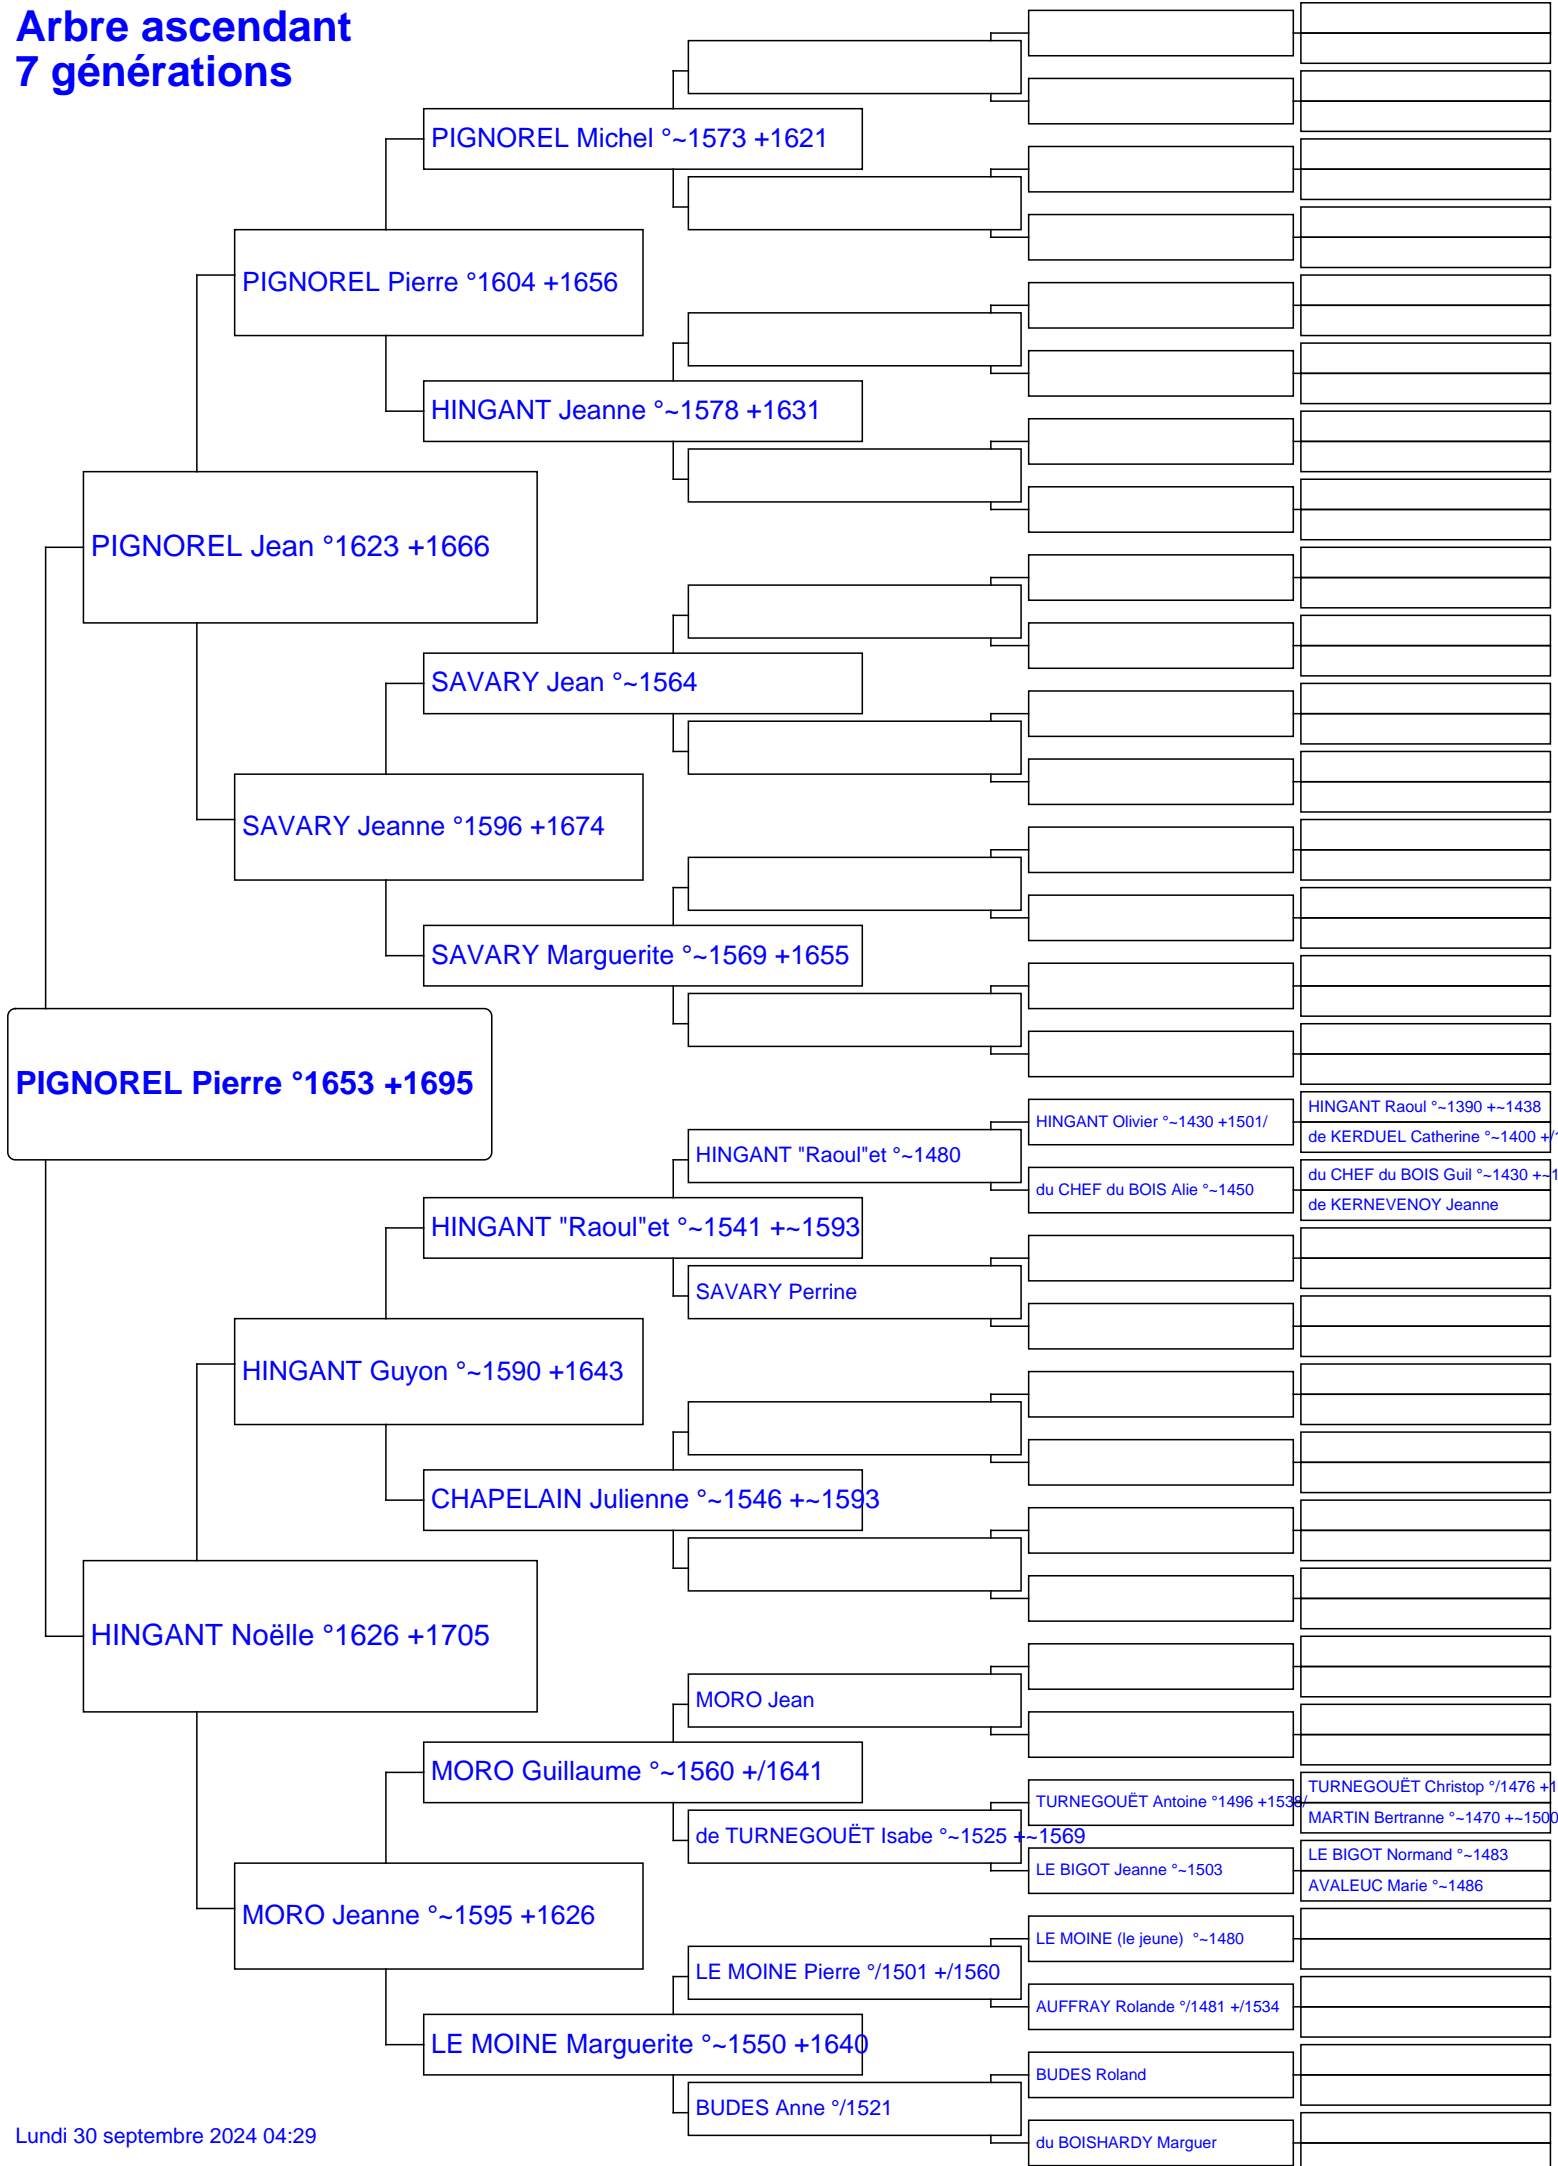 Arbre ascendant
7 générations
PIGNOREL Michel °~1573 +1621
PIGNOREL Pierre °1604 +1656
HINGANT Jeanne °~1578 +1631
PIGNOREL Jean °1623 +1666
SAVARY Jean °~1564
SAVARY Jeanne °1596 +1674
SAVARY Marguerite °~1569 +1655
PIGNOREL Pierre °1653 +1695
HINGANT Raoul °~1390 +~1438
HINGANT Olivier °~1430 +1501/
de KERDUEL Catherine °~1400 +/1
HINGANT "Raoul"et °~1480
du CHEF du BOIS Guil °~1430 +~1
du CHEF du BOIS Alie °~1450
de KERNEVENOY Jeanne
HINGANT "Raoul"et °~1541 +~1593
SAVARY Perrine
HINGANT Guyon °~1590 +1643
CHAPELAIN Julienne °~1546 +~1593
HINGANT Noëlle °1626 +1705
MORO Jean
MORO Guillaume °~1560 +/1641
TURNEGOUËT Christop °/1476 +1
TURNEGOUËT Antoine °1496 +1538/
MARTIN Bertranne °~1470 +~1500
de TURNEGOUËT Isabe °~1525 +~1569
LE BIGOT Normand °~1483
LE BIGOT Jeanne °~1503
AVALEUC Marie °~1486
MORO Jeanne °~1595 +1626
LE MOINE (le jeune)  °~1480
LE MOINE Pierre °/1501 +/1560
AUFFRAY Rolande °/1481 +/1534
LE MOINE Marguerite °~1550 +1640
BUDES Roland
BUDES Anne °/1521
du BOISHARDY Marguer
Lundi 30 septembre 2024 04:29